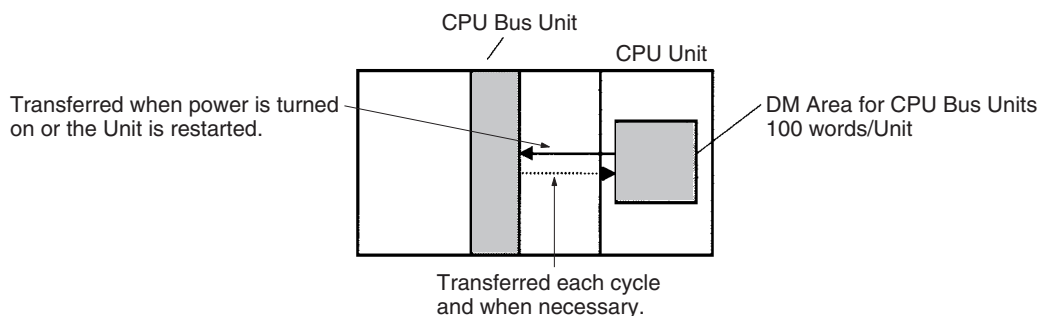 CPU Bus Unit
CPU Unit
Transferred when power is turned
on or the Unit is restarted.
DM Area for CPU Bus Units
100 words/Unit
Transferred each cycle
and when necessary.